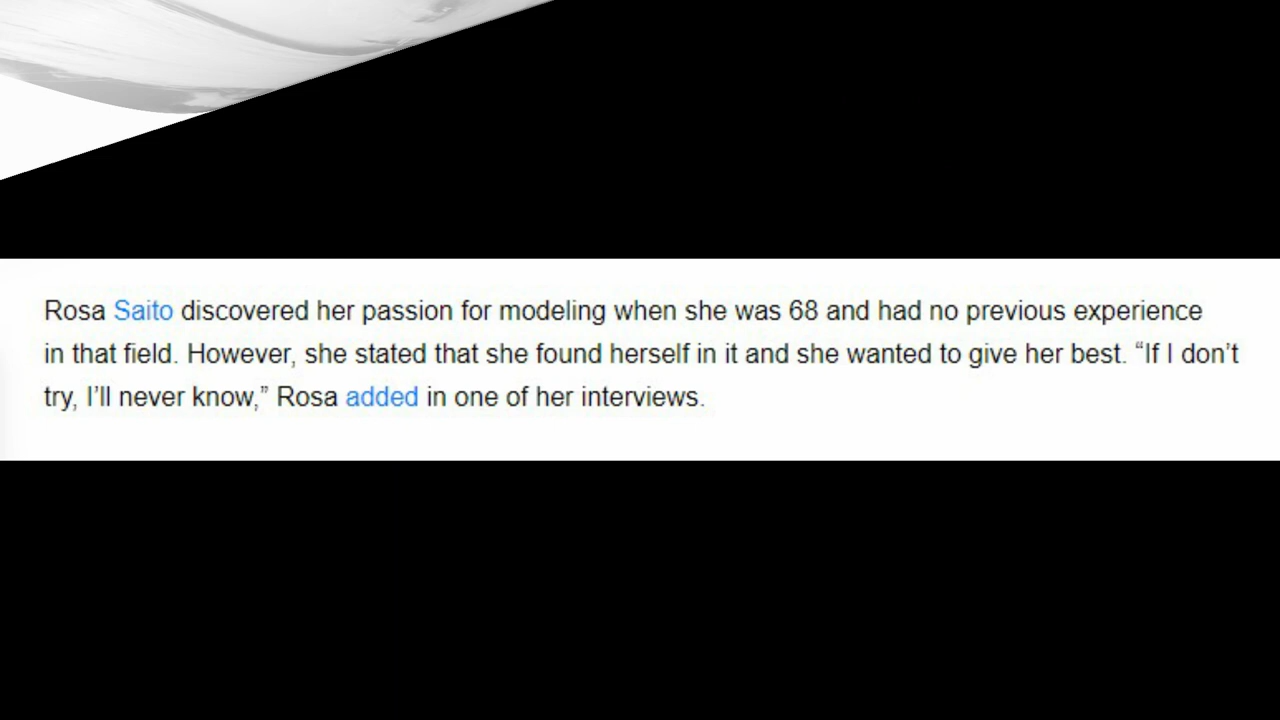 Rosa Saito discovered her passion for modeling when she was 68 and had no previous experience
in that field. However, she stated that she found herself in it and she wanted to give her best. “If I don’t
try, I’ll never know,” Rosa added in one of her interviews.